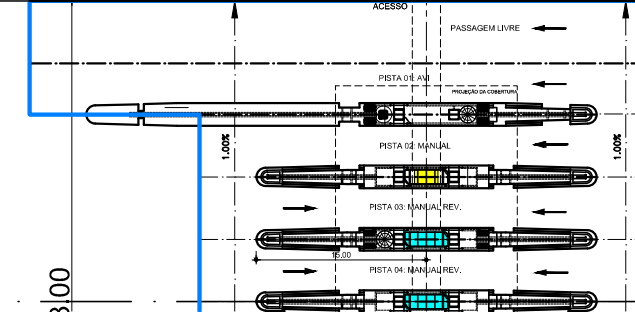 ACESSO
PASSAGEM LIVRE
PISTA 01: AVI
PROJEÇÃO DA COBERTURA
1.00%
PISTA 02: MANUAL
1.00%
PISTA 03: MANUAL REV.
15.00
PISTA 04: MANUAL REV.
8.00